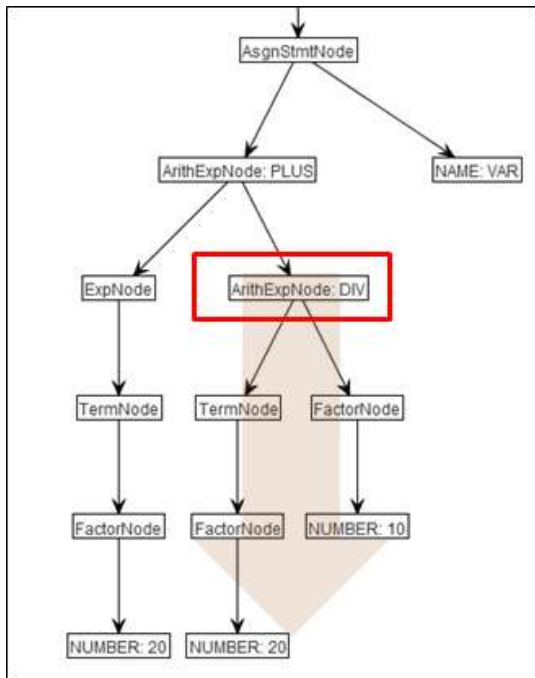 AsgnStmtNode
ArithExpNode: PLUS
NAME: VAR
ExpNode
ArithExpNode: DIV
TermNode
TermNode
FactorNode
FactorNode
FactorNode
NUMBER: 10
NUMBER: 20
NUMBER: 20